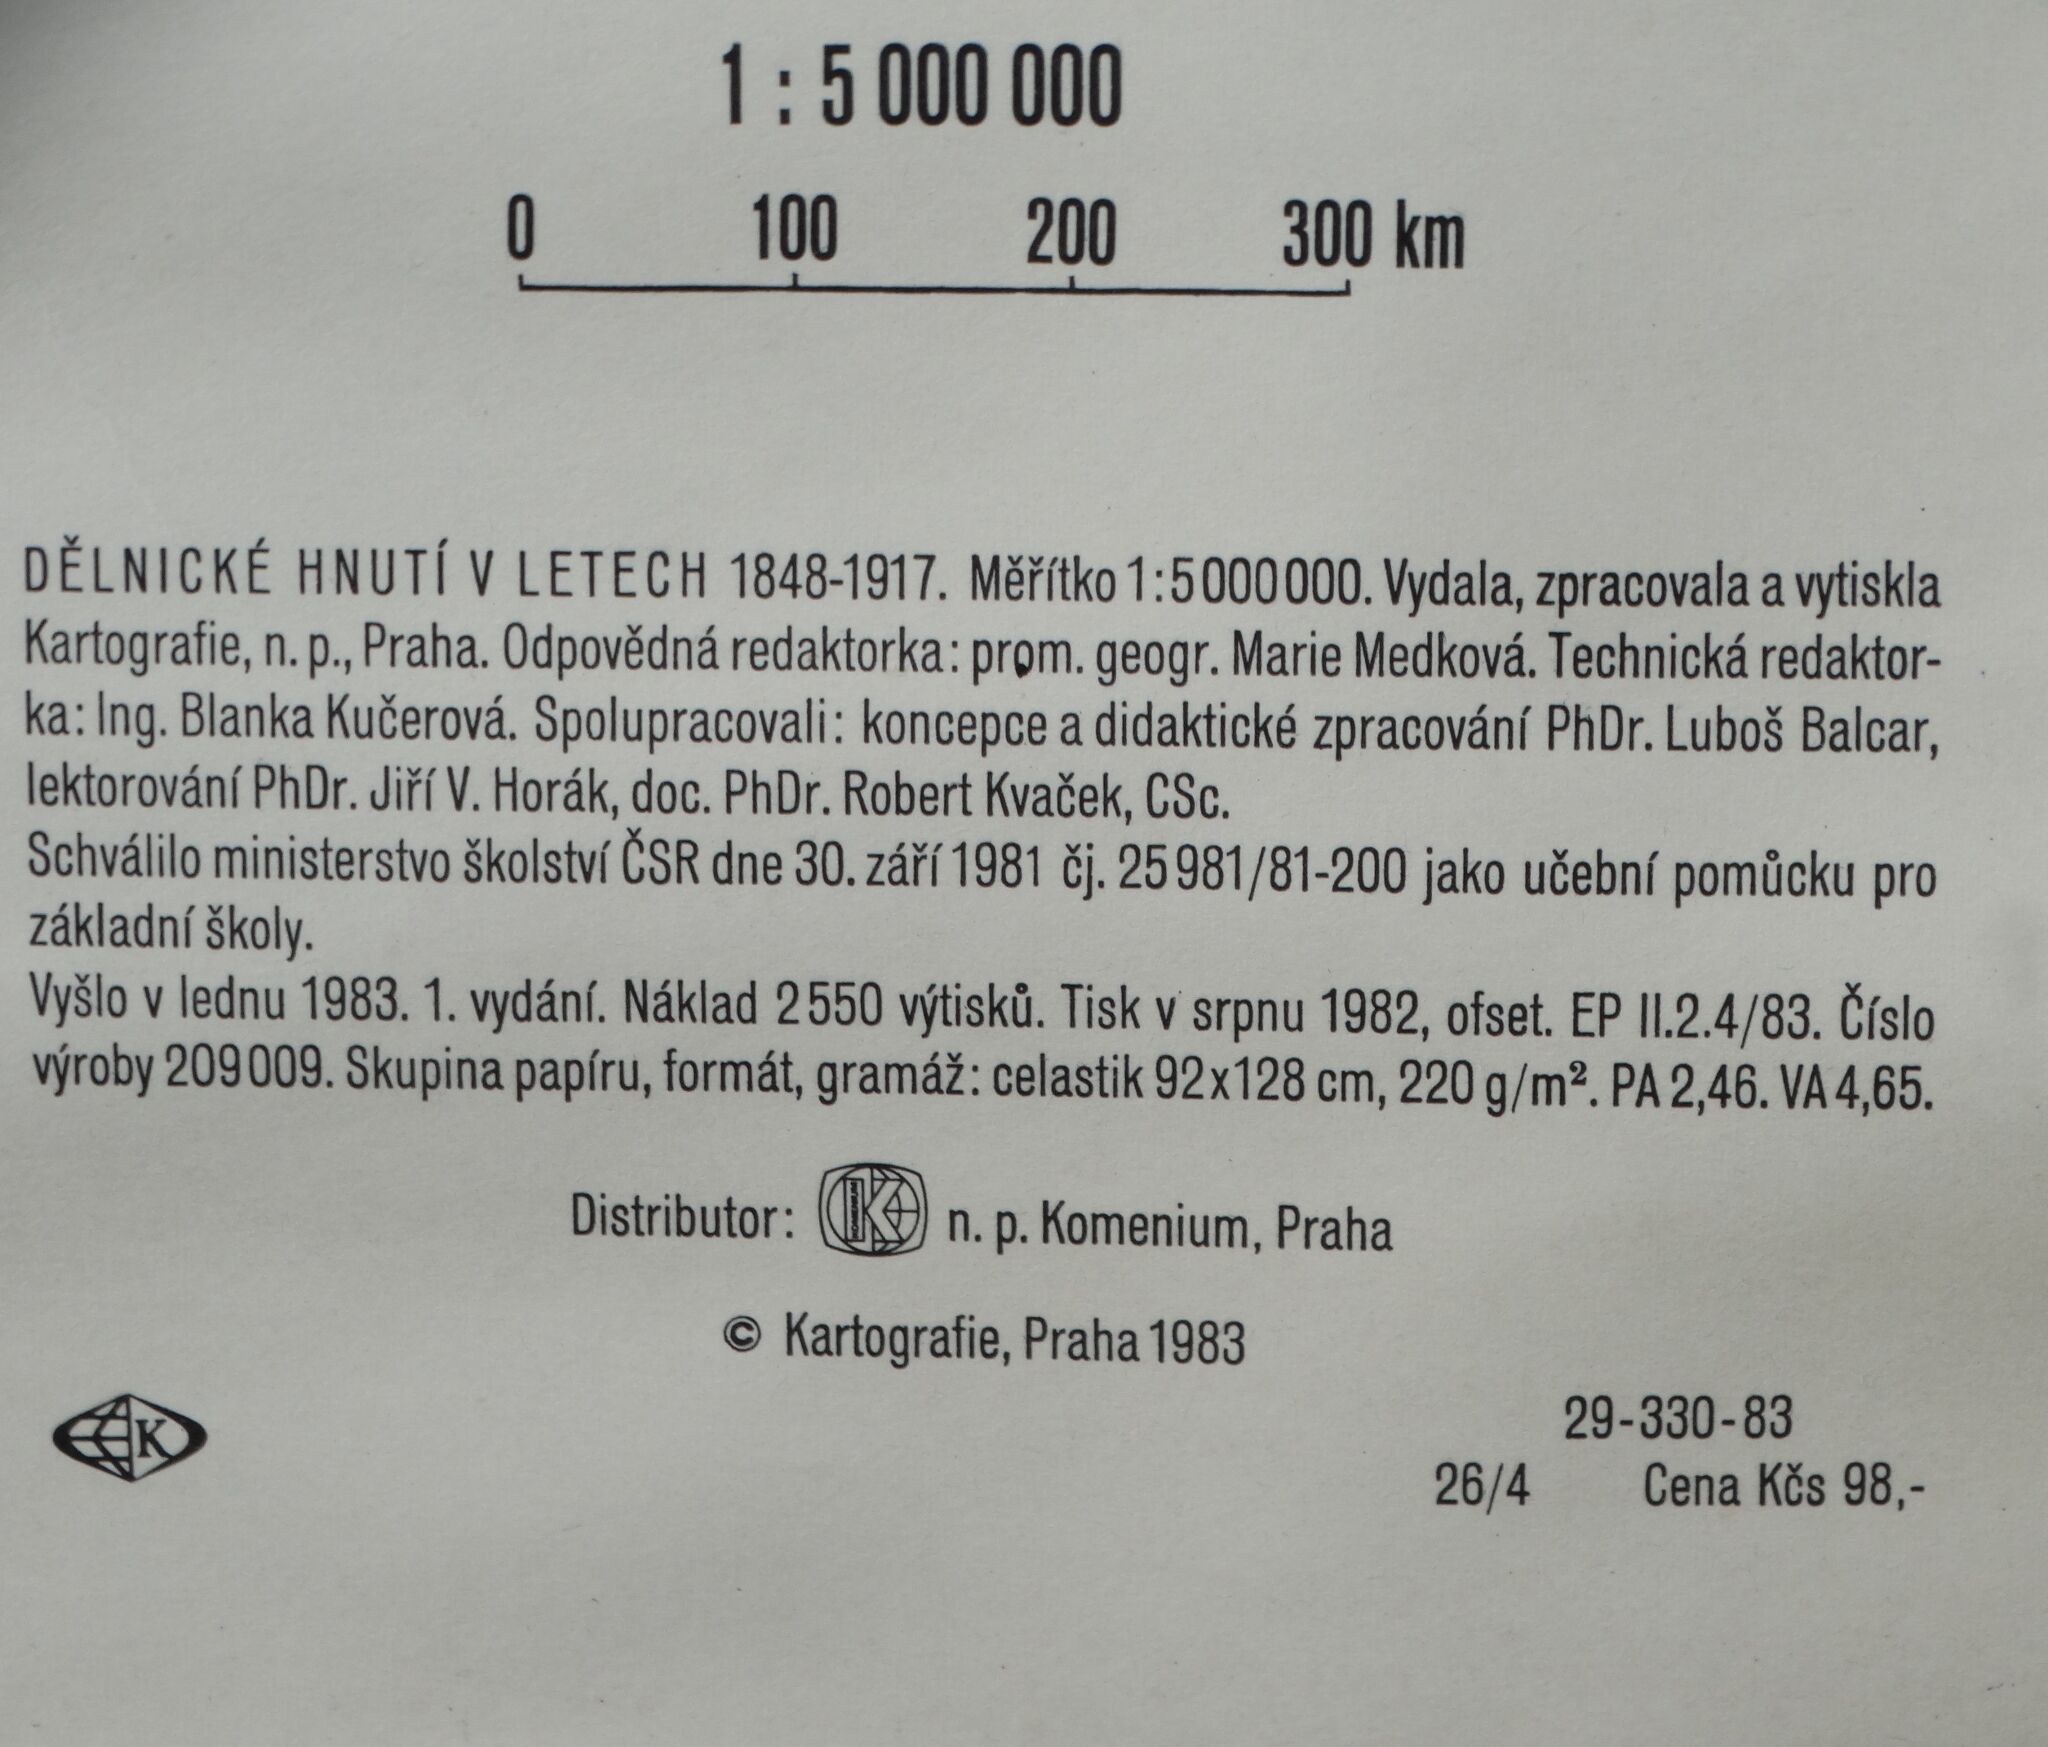 1 : 5 000 000
0 100 200 300 km
DĚLNICKÉ HNUTÍ V LETECH 1848-1917. Měřítko 1:5000000. Vydala, zpracovala a vytiskla
Kartografie, n. p., Praha. Odpovědná redaktorka: prom. geogr. Marie Medková. Technická redaktor-
ka: Ing. Blanka Kučerová. Spolupracovali: koncepce a didaktické zpracování PhDr. Luboš Balcar,
lektorování PhDr. Jiří V. Horák, doc. PhDr. Robert Kvaček, CSc.
Schválilo ministerstvo školství ČSR dne 30. září 1981 čj. 25981/81-200 jako učební pomůcku pro
základní školy.
Vyšlo v lednu 1983. 1. vydání. Náklad 2550 výtisků. Tisk v srpnu 1982, ofset. EP II.2.4/83. Číslo
výroby 209009. Skupina papíru, formát, gramáž: celastik 92x128 cm, 220 g/m². PA 2,46. VA 4,65.
Distributor: K KOMENIUM n. p. Komenium, Praha
© Kartografie, Praha 1983
K
29-330-83
26/4 Cena Kčs 98,-